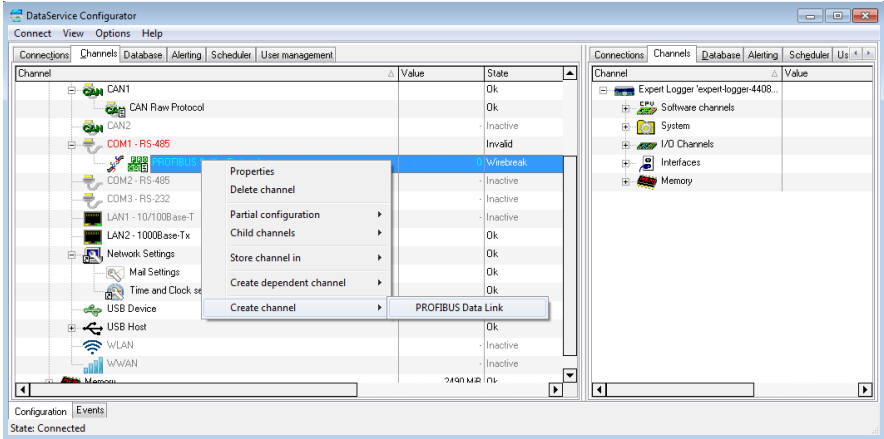 DataService Configurator
Connect View Options Help
Connections Channels Database Alerting Scheduler User management
Channel Value State
CAN1 Ok
CAN Raw Protocol Ok
CAN2 - Inactive
COM1 - RS-485 Invalid
PROFIBUS 0 Wirebreak
COM2 - RS-485 - Inactive
COM3 - RS-232 - Inactive
LAN1 - 10/100Base-T - Inactive
LAN2 - 1000Base-Tx Ok
Network Settings Ok
Mail Settings Ok
Time and Clock se Ok
USB Device
USB Host Ok
WLAN - Inactive
WWAN - Inactive
Memory 2490 MiB Ok
Properties
Delete channel
Partial configuration
Child channels
Store channel in
Create dependent channel
Create channel
PROFIBUS Data Link
Connections Channels Database Alerting Scheduler Us
Channel Value
Expert Logger 'expert-logger-4408...
Software channels
System
I/O Channels
Interfaces
Memory
Configuration Events
State: Connected